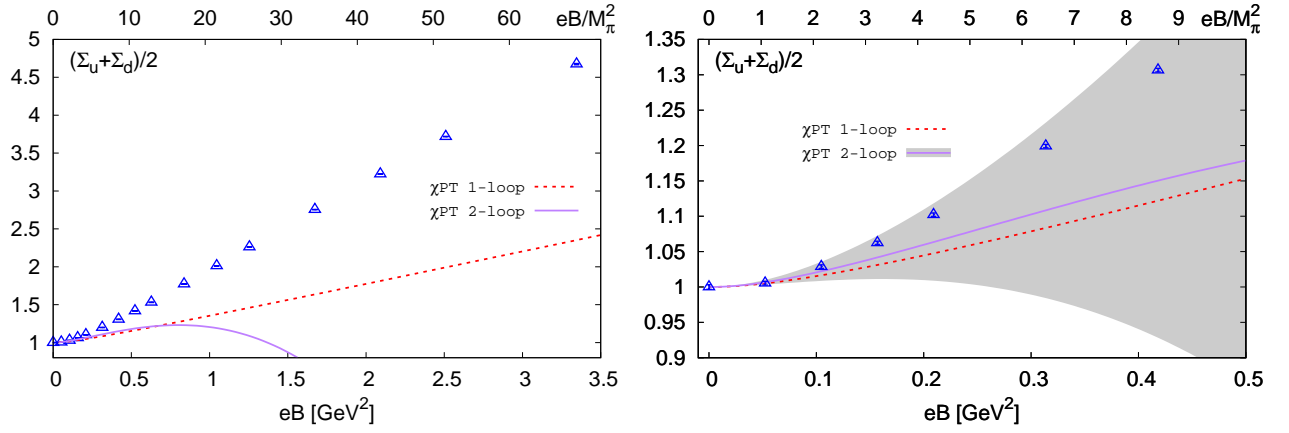 0 10 20 30 40 50 60 eB/M_π^2
5
(Σ_u+Σ_d)/2
4.5
4
3.5
3
χPT 1-loop
χPT 2-loop
2.5
2
1.5
1
0 0.5 1 1.5 2 2.5 3 3.5
eB [GeV^2]
0 1 2 3 4 5 6 7 8 9 eB/M_π^2
1.35
(Σ_u+Σ_d)/2
1.3
1.25
χPT 1-loop
χPT 2-loop
1.2
1.15
1.1
1.05
1
0.95
0.9
0 0.1 0.2 0.3 0.4 0.5
eB [GeV^2]